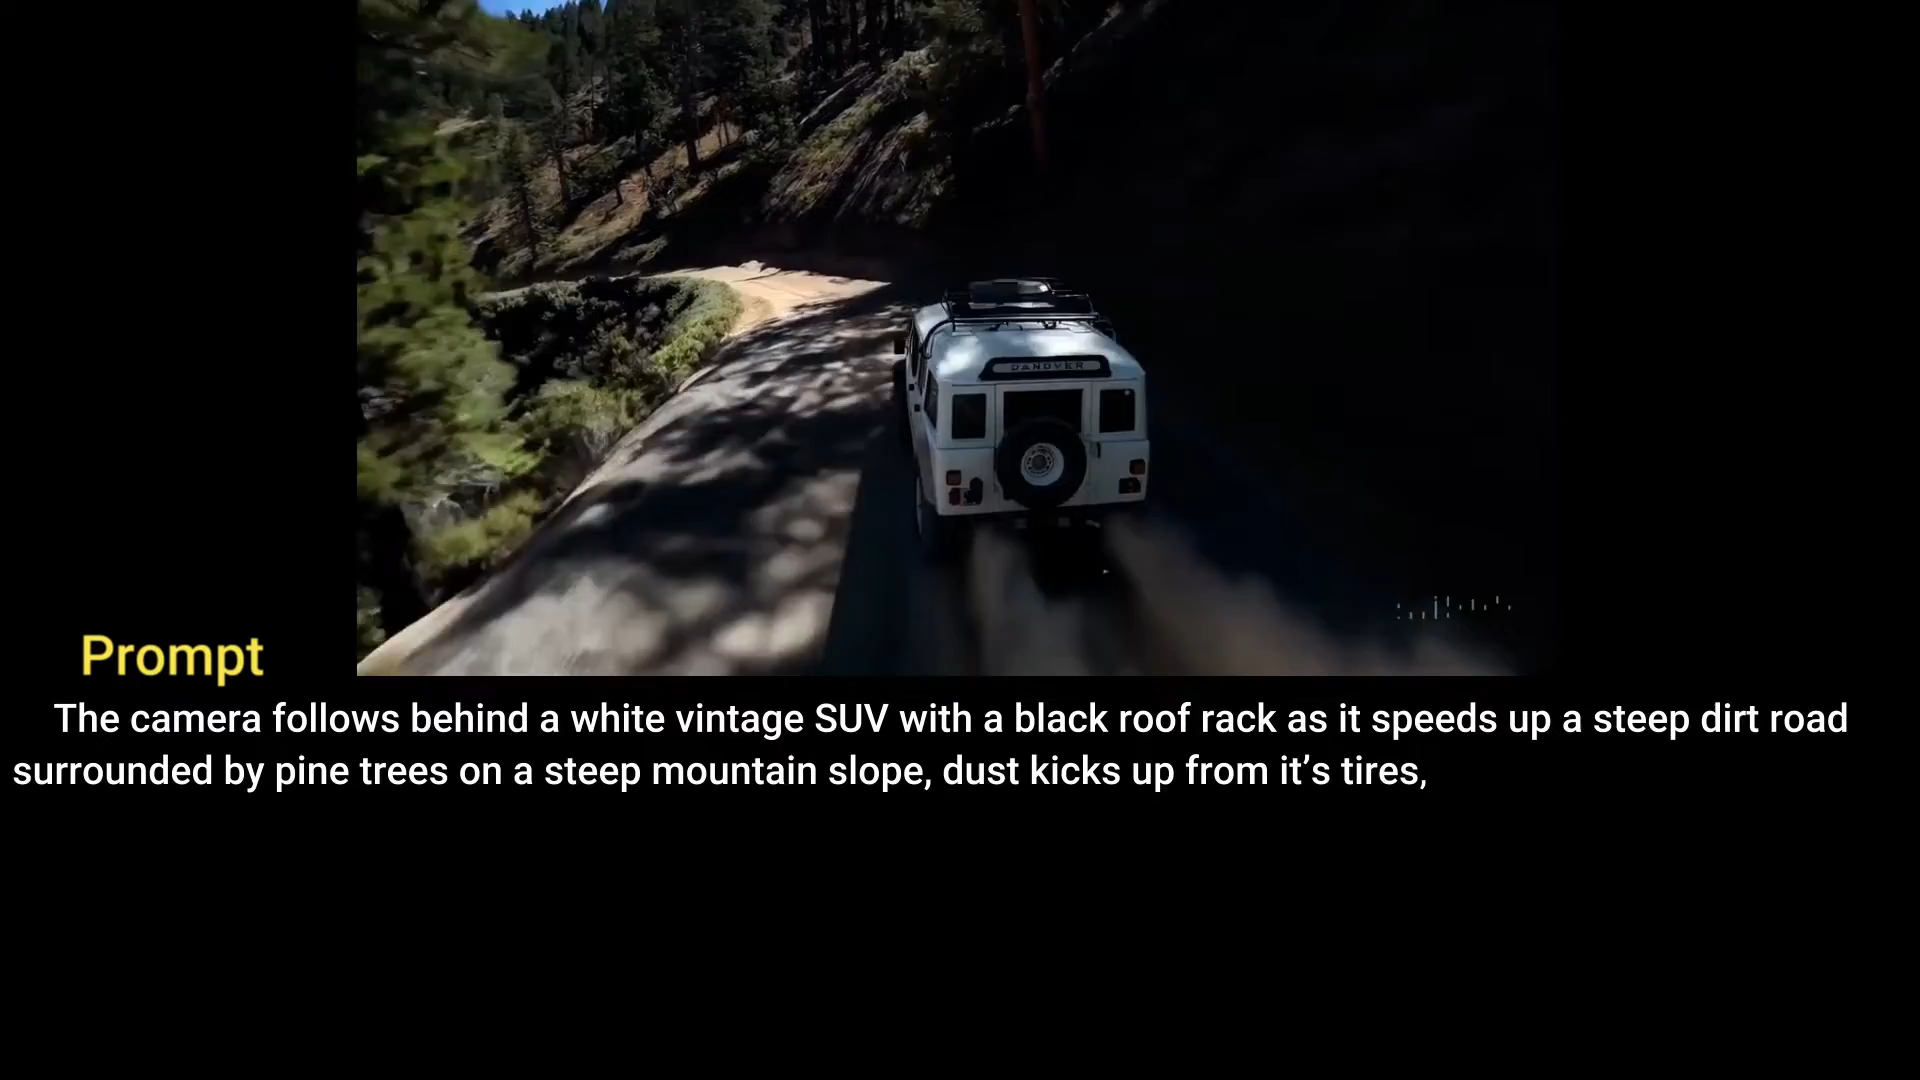 DANDVER
Prompt
The camera follows behind a white vintage SUV with a black roof rack as it speeds up a steep dirt road
surrounded by pine trees on a steep mountain slope, dust kicks up from it’s tires,